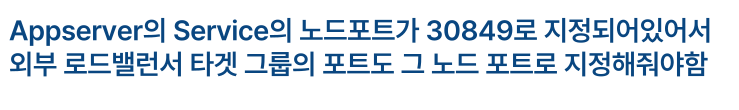 Appserver의 Service의 노드포트가 30849로 지정되어있어서
외부 로드밸런서 타겟 그룹의 포트도 그 노드 포트로 지정해줘야함